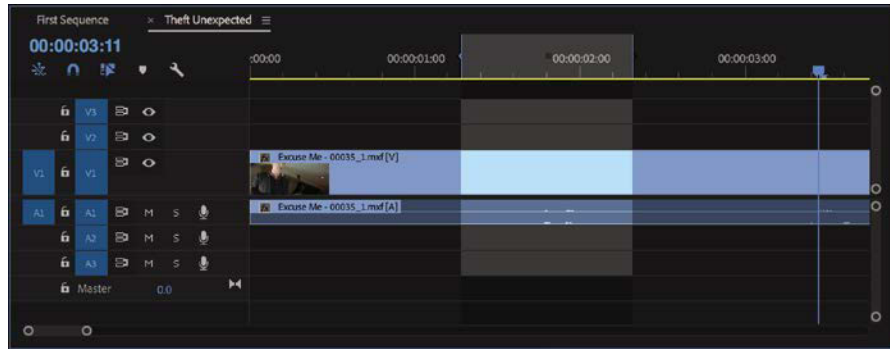 First Sequence × Theft Unexpected ≡
00:00:03:11
:00:00 00:00:01:00 00:00:02:00 00:00:03:00
V3
V2
fx Excuse Me - 00035_1.mxf [V]
V1 V1
A1 A1 M S fx Excuse Me - 00035_1.mxf [A]
A2 M S
A3 M S
Master 0.0